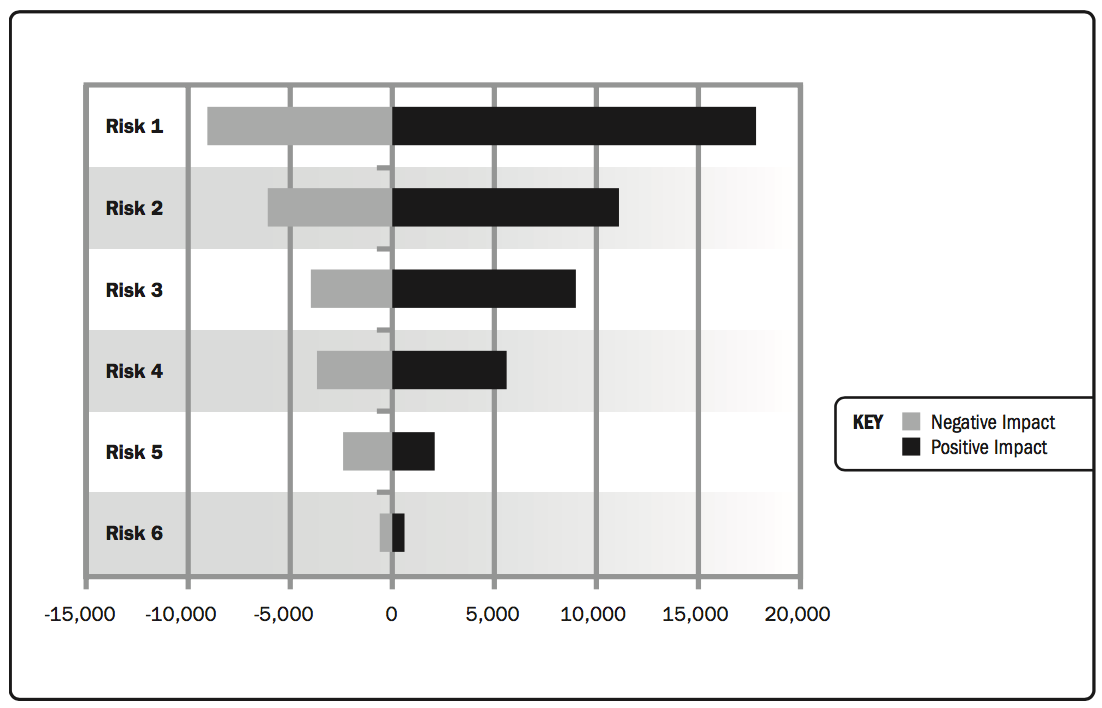 Risk 1
Risk 2
Risk 3
Risk 4
Risk 5
Risk 6
-15,000 -10,000 -5,000 0 5,000 10,000 15,000 20,000
KEY Negative Impact
Positive Impact